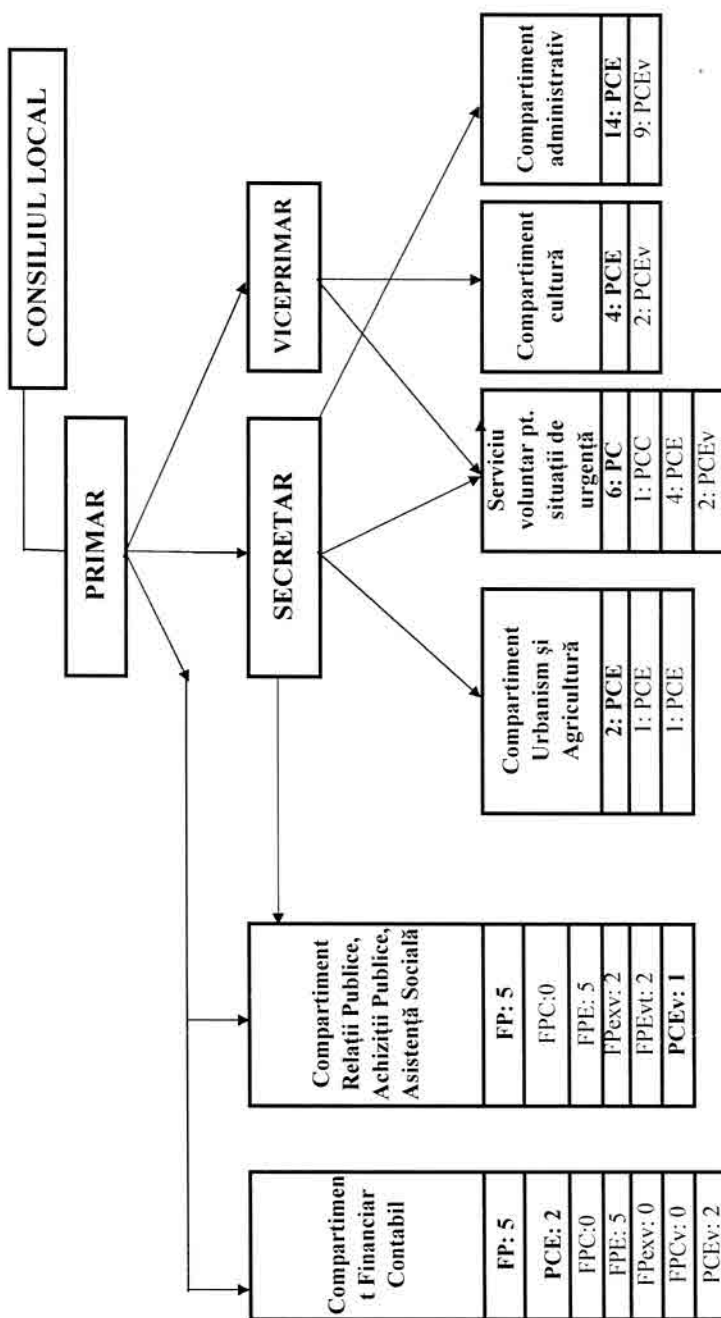 CONSILIUL LOCAL
PRIMAR
SECRETAR
VICEPRIMAR
Compartimen
t Financiar
Contabil
FP: 5
PCE: 2
FPC:0
FPE: 5
FPexv: 0
FPCv: 0
PCEv: 2
Compartiment
Relații Publice,
Achiziții Publice,
Asistență Socială
FP: 5
FPC:0
FPE: 5
FPexv: 2
FPEvt: 2
PCEv: 1
Compartiment
Urbanism și
Agricultură
2: PCE
1: PCE
1: PCE
Serviciu
voluntar pt.
situații de
urgență
6: PC
1: PCC
4: PCE
2: PCEv
Compartiment
cultură
4: PCE
2: PCEv
Compartiment
administrativ
14: PCE
9: PCEv